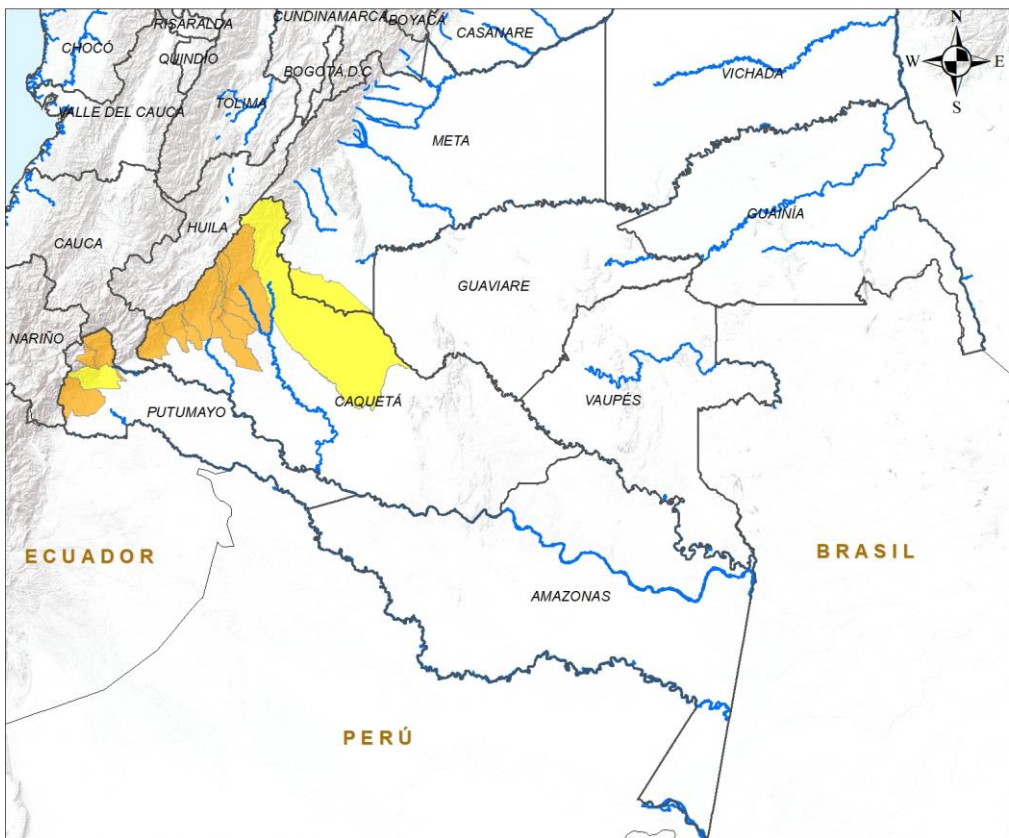 RISARALDA
CUNDINAMARCA
BOYACÁ
CASANARE
CHOCÓ
QUINDIO
BOGOTÁ, D.C
VICHADA
N
W
E
S
VALLE DEL CAUCA
TOLIMA
META
HUILA
GUAINÍA
CAUCA
GUAVIARE
NARIÑO
CAQUETÁ
VAUPÉS
PUTUMAYO
ECUADOR
BRASIL
AMAZONAS
PERÚ